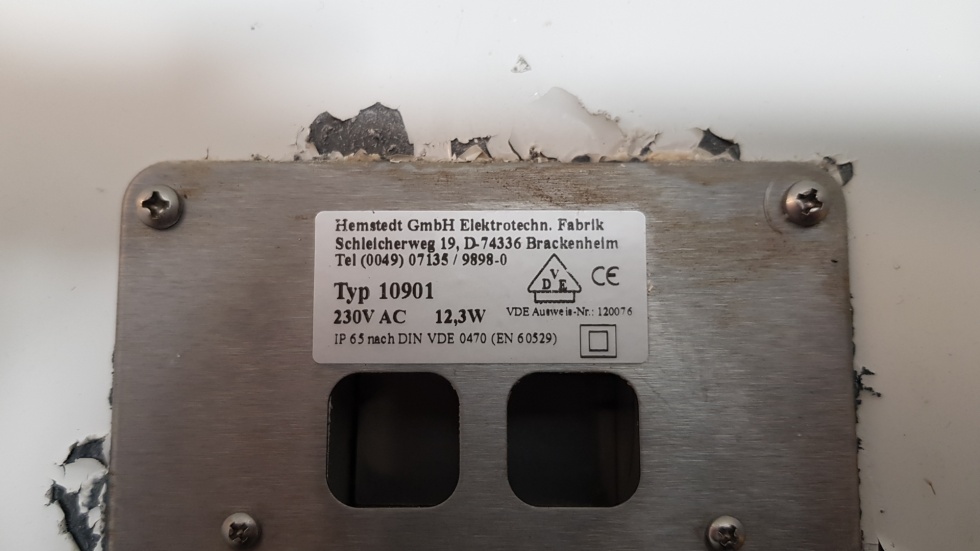 Hemstedt GmbH Elektrotechn. Fabrik
Schleicherweg 19, D-74336 Brackenheim
Tel (0049) 07135 / 9898-0
Typ 10901
230V AC 12,3W
IP 65 nach DIN VDE 0470 (EN 60529)
VDE
CE
VDE Ausweis-Nr.: 120076